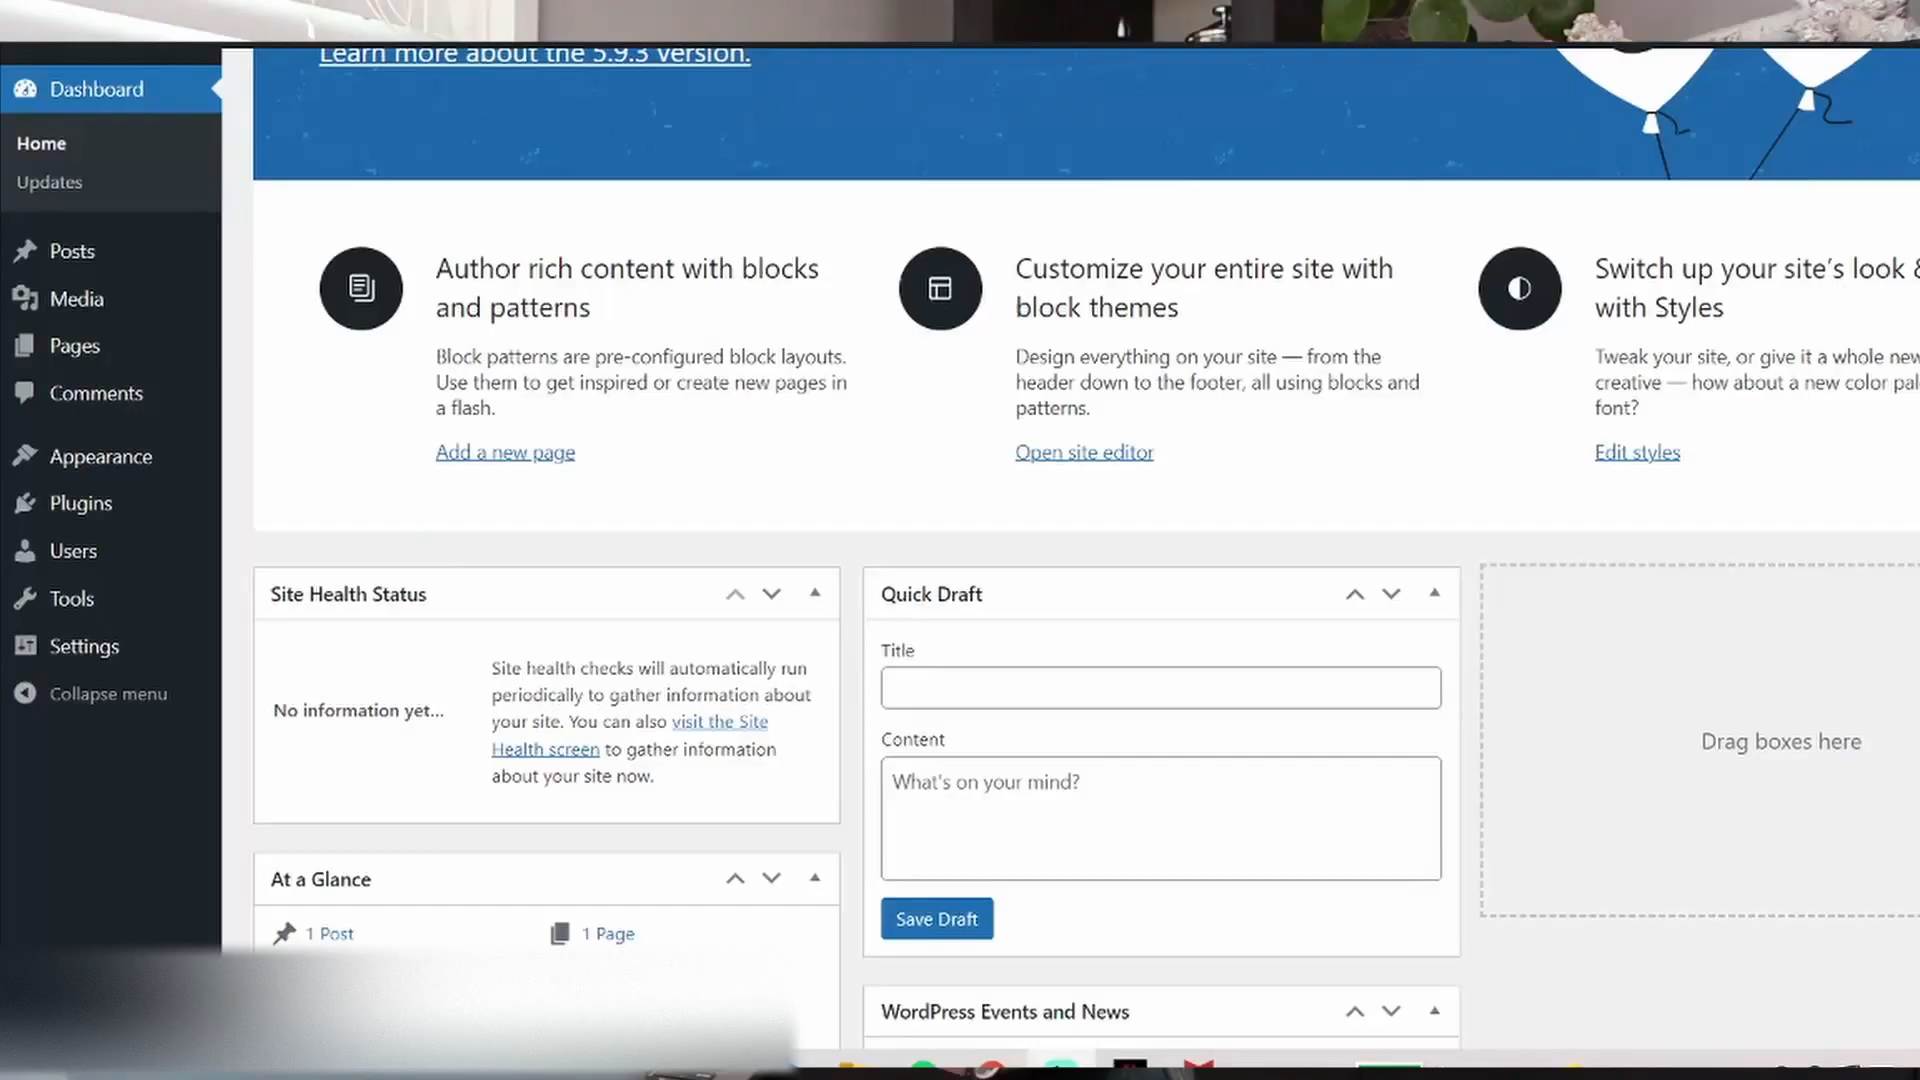 Learn more about the 5.9.3 version.
Dashboard
Home
Updates
Posts
Media
Pages
Comments
Appearance
Plugins
Users
Tools
Settings
Collapse menu
Author rich content with blocks
and patterns
Block patterns are pre-configured block layouts.
Use them to get inspired or create new pages in
a flash.
Add a new page
Customize your entire site with
block themes
Design everything on your site — from the
header down to the footer, all using blocks and
patterns.
Open site editor
Switch up your site's look &
with Styles
Tweak your site, or give it a whole new
creative — how about a new color
font?
Edit styles
Site Health Status
No information yet...
Site health checks will automatically run
periodically to gather information about
your site. You can also visit the Site
Health screen to gather information
about your site now.
At a Glance
1 Post
1 Page
Quick Draft
Title
Content
What's on your mind?
Save Draft
WordPress Events and News
Drag boxes here